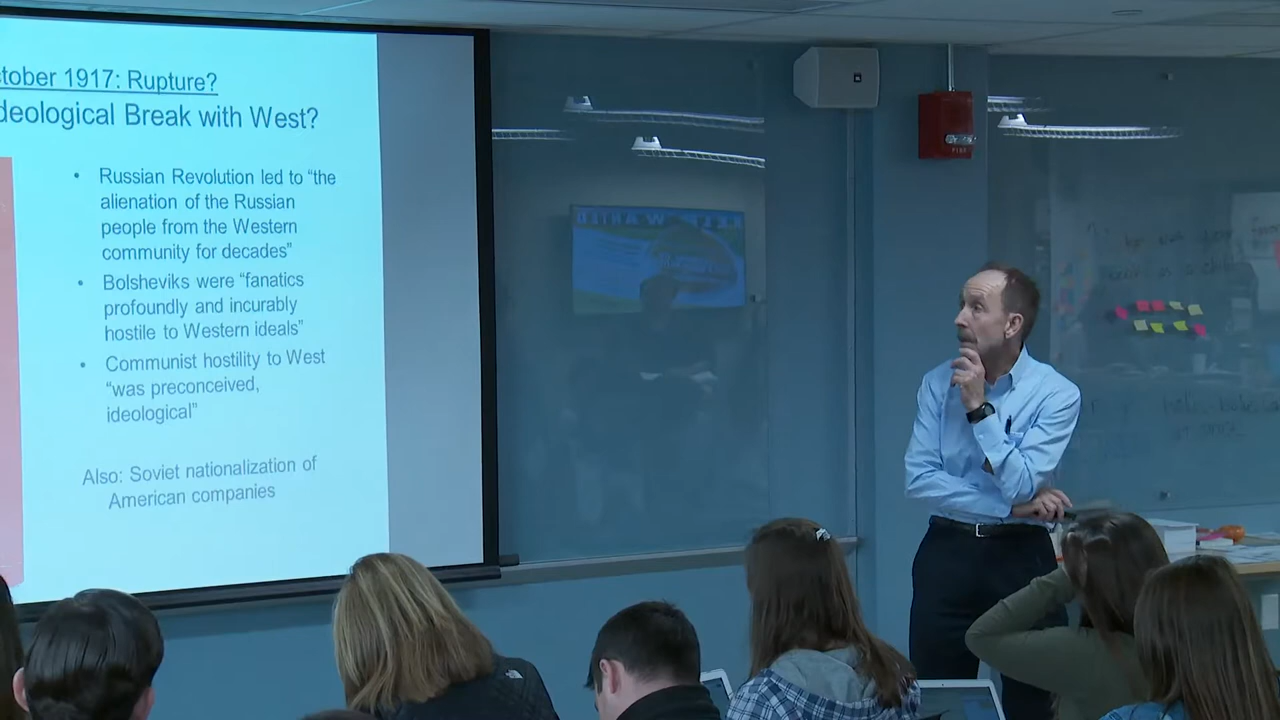 ctober 1917: Rupture?
deological Break with West?
• Russian Revolution led to “the
alienation of the Russian
people from the Western
community for decades”
• Bolsheviks were “fanatics
profoundly and incurably
hostile to Western ideals”
• Communist hostility to West
“was preconceived,
ideological”
Also: Soviet nationalization of
American companies
FIRE